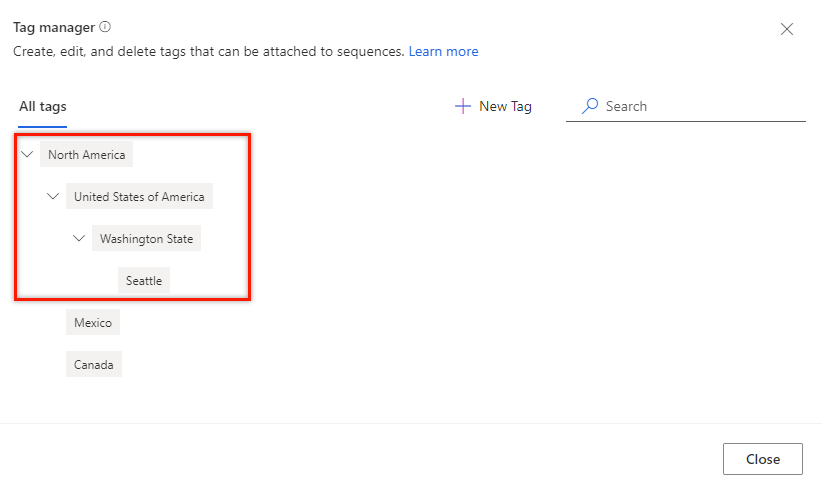 Tag manager
Create, edit, and delete tags that can be attached to sequences. Learn more
All tags
New Tag
Search
North America
United States of America
Washington State
Seattle
Mexico
Canada
Close